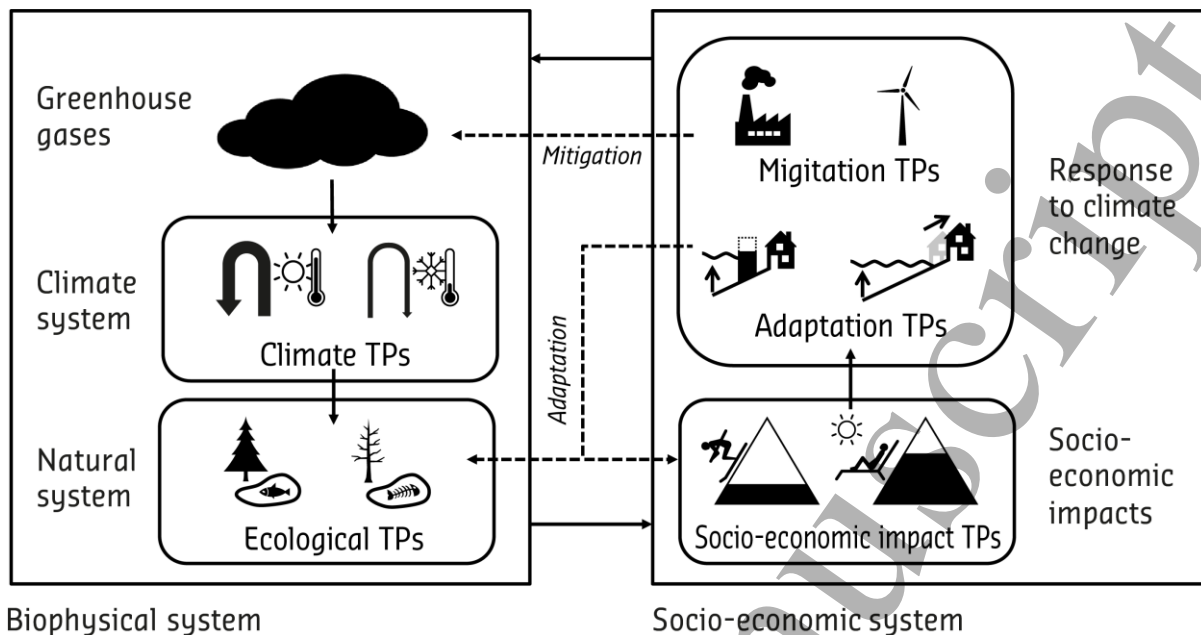 Greenhouse
gases
Mitigation
Migitation TPs
Response
to climate
change
Climate
system
Climate TPs
Adaptation
Adaptation TPs
Natural
system
Ecological TPs
Socio-economic impact TPs
Socio-
economic
impacts
Biophysical system
Socio-economic system
nuscript